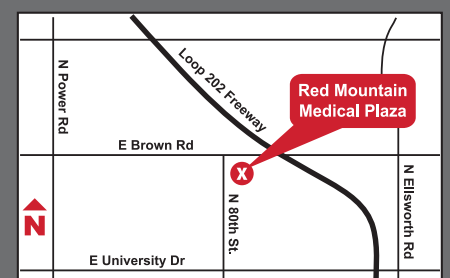 N Power Rd
Loop 202 Freeway
Red Mountain
Medical Plaza
E Brown Rd
X
N 80th St.
N Ellsworth Rd
N
E University Dr